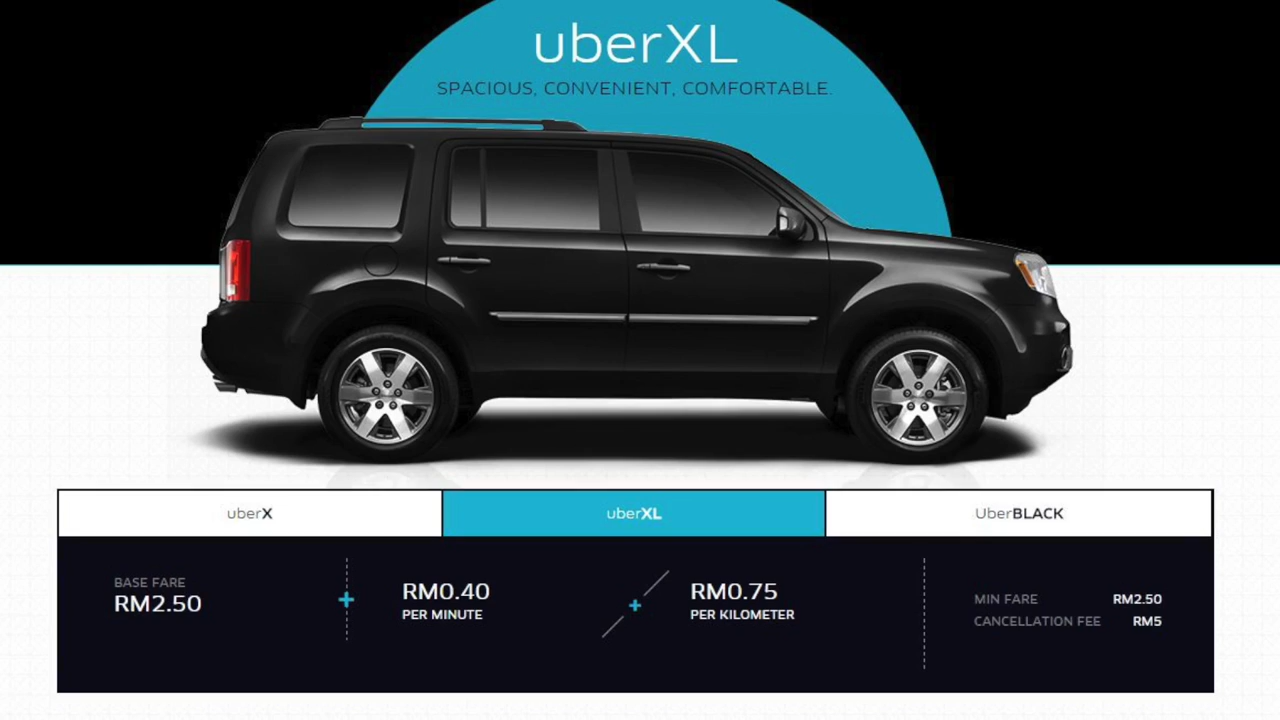 uberXL
SPACIOUS, CONVENIENT, COMFORTABLE.
uberX
uberXL
UberBLACK
BASE FARE
RM2.50
RM0.40
PER MINUTE
RM0.75
PER KILOMETER
MIN FARE RM2.50
CANCELLATION FEE RM5